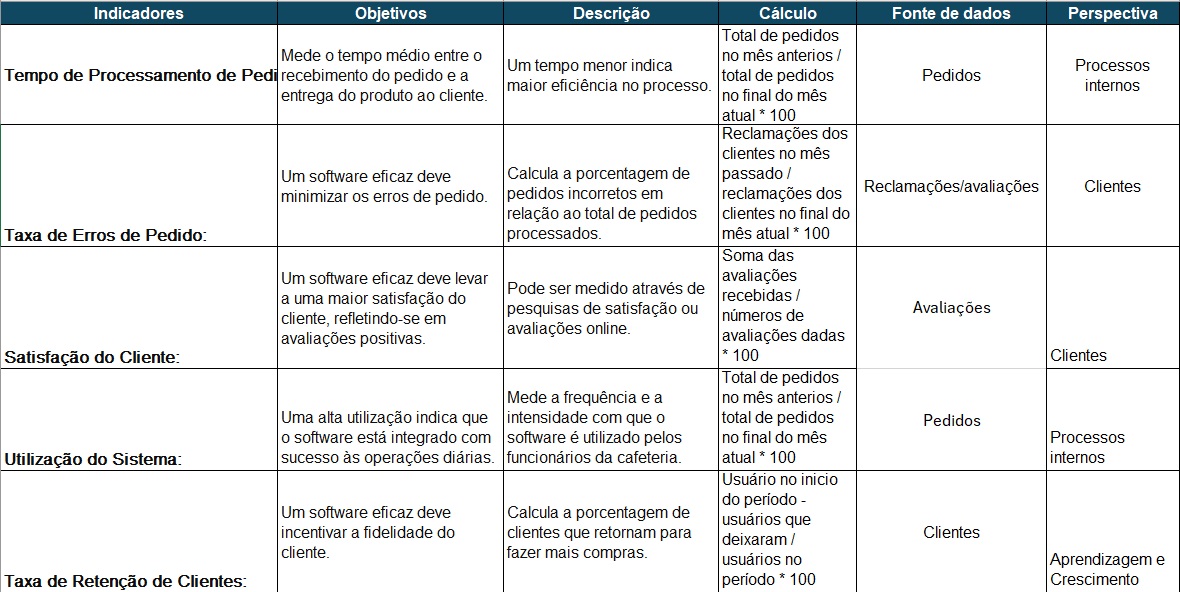 Indicadores Objetivos Descrição Cálculo Fonte de dados Perspectiva
Tempo de Processamento de Pedi
Mede o tempo médio entre o
recebimento do pedido e a
entrega do produto ao cliente.
Um tempo menor indica
maior eficiência no processo.
Total de pedidos
no mês anterios /
total de pedidos
no final do mês
atual * 100
Pedidos
Processos
internos
Taxa de Erros de Pedido:
Um software eficaz deve
minimizar os erros de pedido.
Calcula a porcentagem de
pedidos incorretos em
relação ao total de pedidos
processados.
Reclamações dos
clientes no mês
passado /
reclamações dos
clientes no final do
mês atual * 100
Reclamações/avaliações
Clientes
Satisfação do Cliente:
Um software eficaz deve levar
a uma maior satisfação do
cliente, refletindo-se em
avaliações positivas.
Pode ser medido através de
pesquisas de satisfação ou
avaliações online.
Soma das
avaliações
recebidas /
números de
avaliações dadas
* 100
Avaliações
Clientes
Utilização do Sistema:
Uma alta utilização indica que
o software está integrado com
sucesso às operações diárias.
Mede a frequência e a
intensidade com que o
software é utilizado pelos
funcionários da cafeteria.
Total de pedidos
no mês anterios /
total de pedidos
no final do mês
atual * 100
Pedidos
Processos
internos
Taxa de Retenção de Clientes:
Um software eficaz deve
incentivar a fidelidade do
cliente.
Calcula a porcentagem de
clientes que retornam para
fazer mais compras.
Usuário no inicio
do período -
usuários que
deixaram /
usuários no
período * 100
Clientes
Aprendizagem e
Crescimento